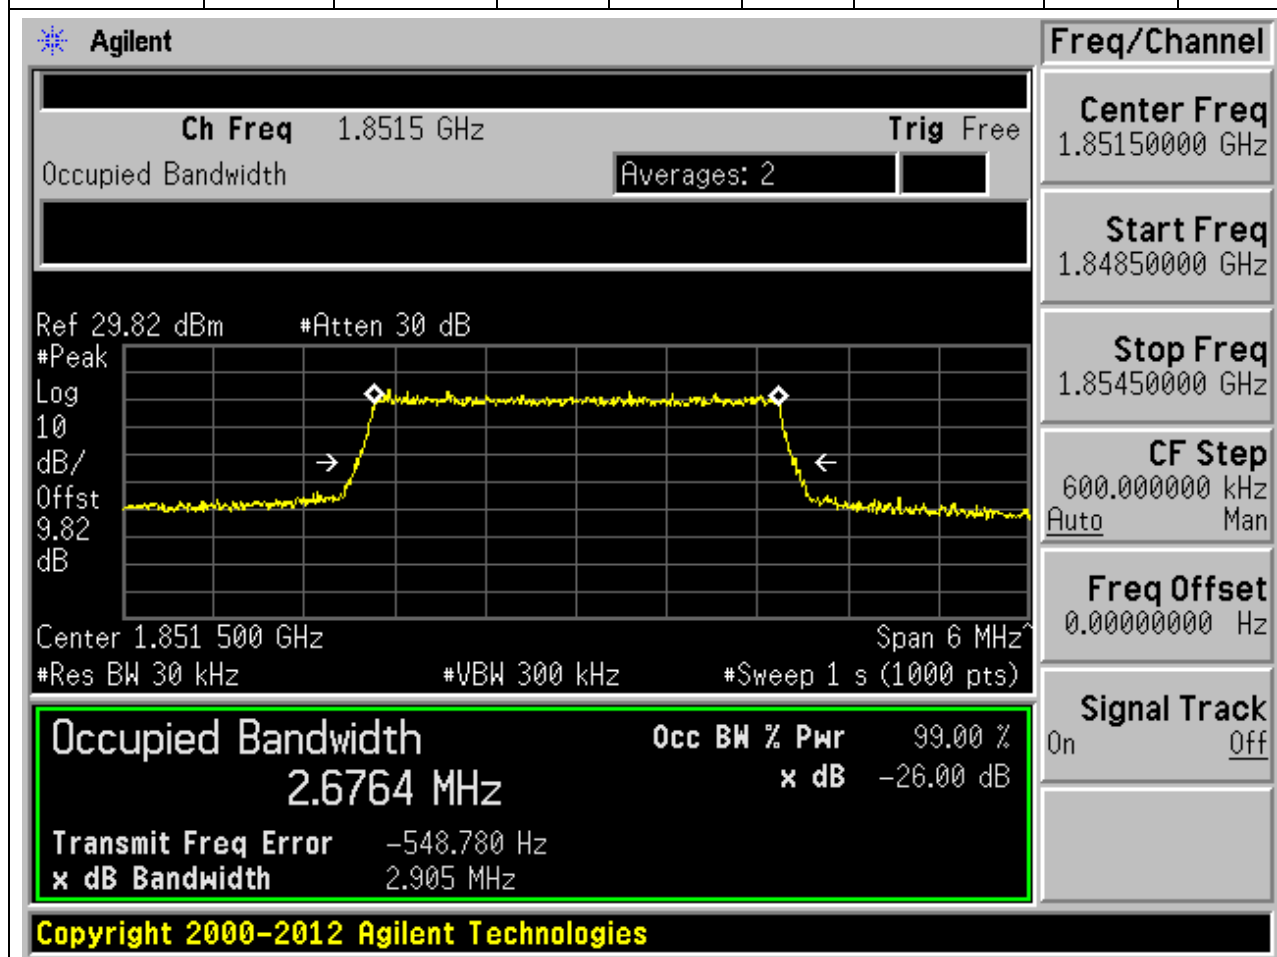 Agilent
Freq/Channel
Ch Freq 1.8515 GHz Trig Free
Occupied Bandwidth Averages: 2
Center Freq
1.85150000 GHz
Start Freq
1.84850000 GHz
Stop Freq
1.85450000 GHz
CF Step
600.000000 kHz
Auto Man
Freq Offset
0.00000000 Hz
Signal Track
On Off
Ref 29.82 dBm #Atten 30 dB
#Peak
Log
10
dB/
Offst
9.82
dB
Center 1.851 500 GHz Span 6 MHz^
#Res BW 30 kHz #VBW 300 kHz #Sweep 1 s (1000 pts)
Occupied Bandwidth Occ BW % Pwr 99.00 %
2.6764 MHz x dB -26.00 dB
Transmit Freq Error -548.780 Hz
x dB Bandwidth 2.905 MHz
Copyright 2000-2012 Agilent Technologies